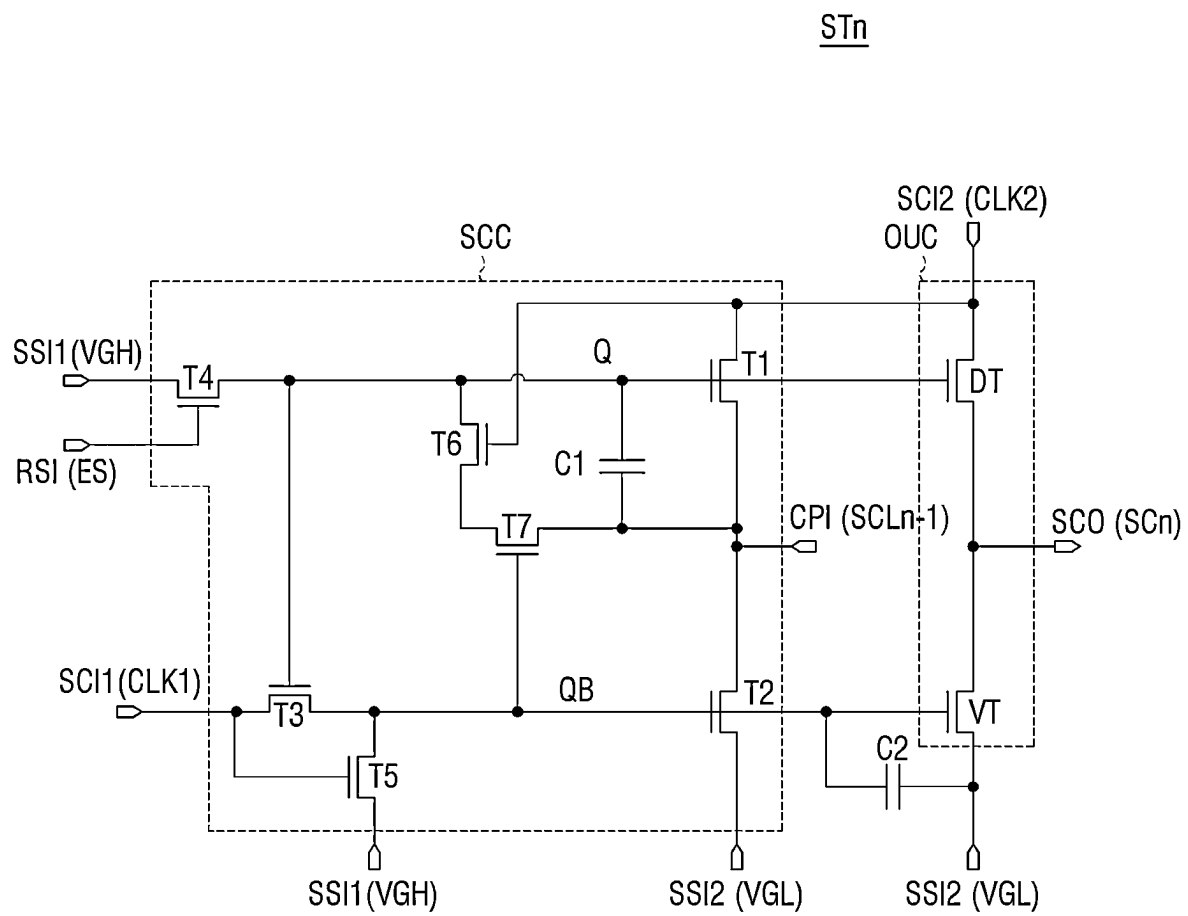 STn
SCI2 (CLK2)
SCC
OUC
SSI1(VGH)
T4
Q
T1
DT
RSI (ES)
T6
C1
T7
CPI (SCLn-1)
SCO (SCn)
SCI1(CLK1)
T3
QB
T2
VT
T5
C2
SSI1(VGH)
SSI2 (VGL)
SSI2 (VGL)